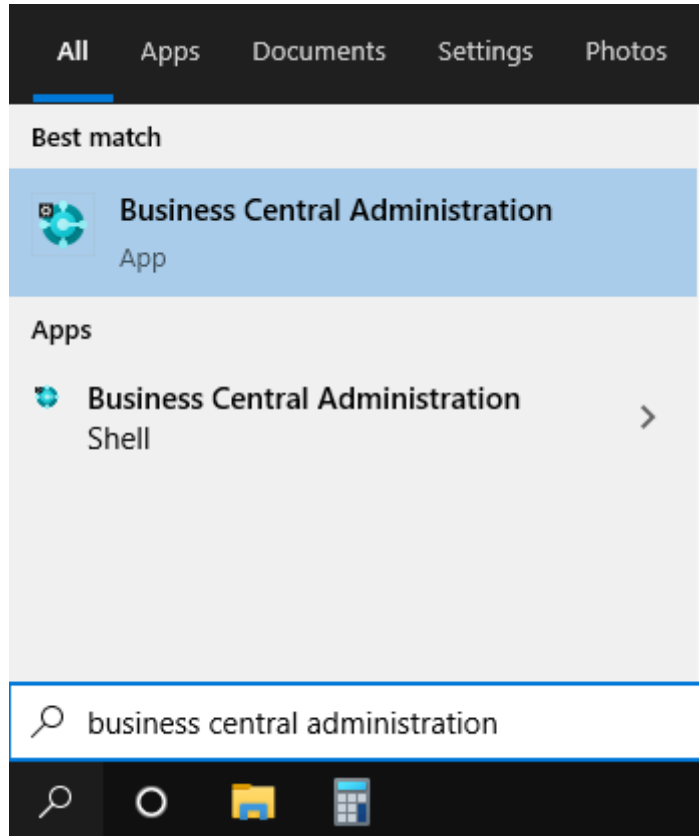 All Apps Documents Settings Photos
Best match
Business Central Administration
App
Apps
Business Central Administration
Shell
business central administration